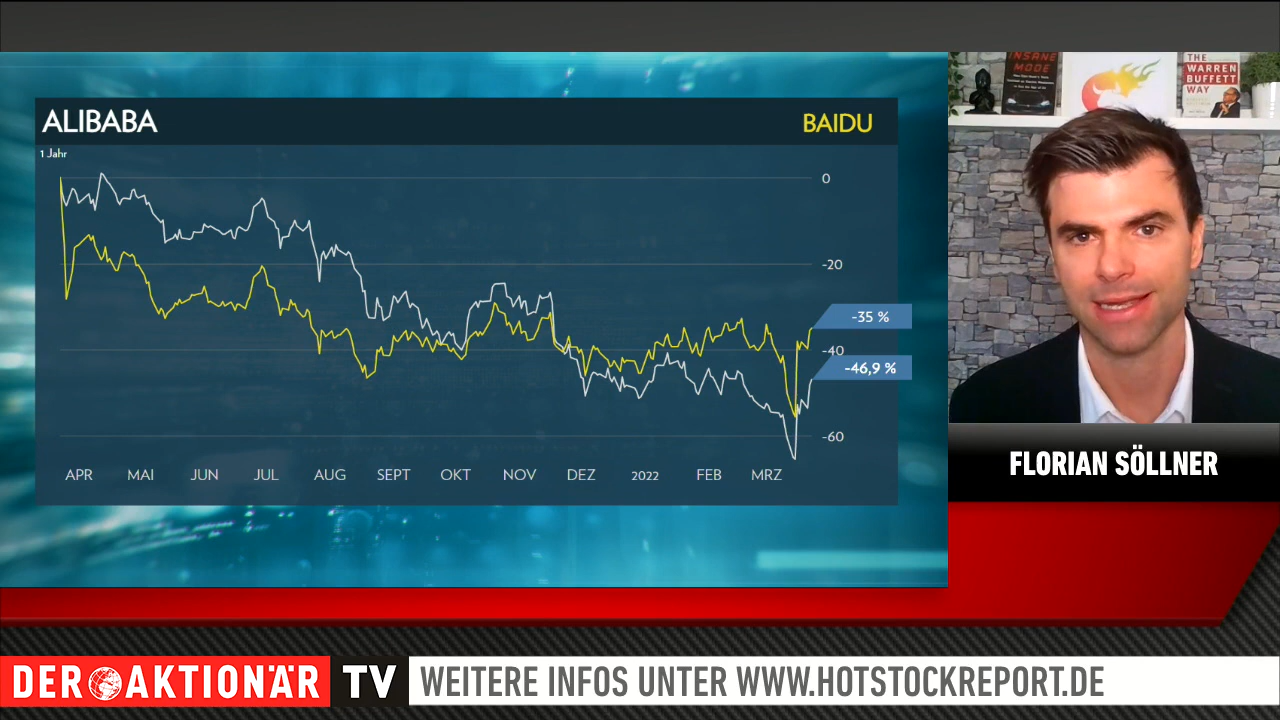 ALIBABA
BAIDU
1 Jahr
0
-20
-35 %
-40
-46,9 %
-60
APR MAI JUN JUL AUG SEPT OKT NOV DEZ 2022 FEB MRZ
INSANE
MODE
THE
WARREN
BUFFETT
WAY
FLORIAN SÖLLNER
DER AKTIONÄR TV
WEITERE INFOS UNTER WWW.HOTSTOCKREPORT.DE